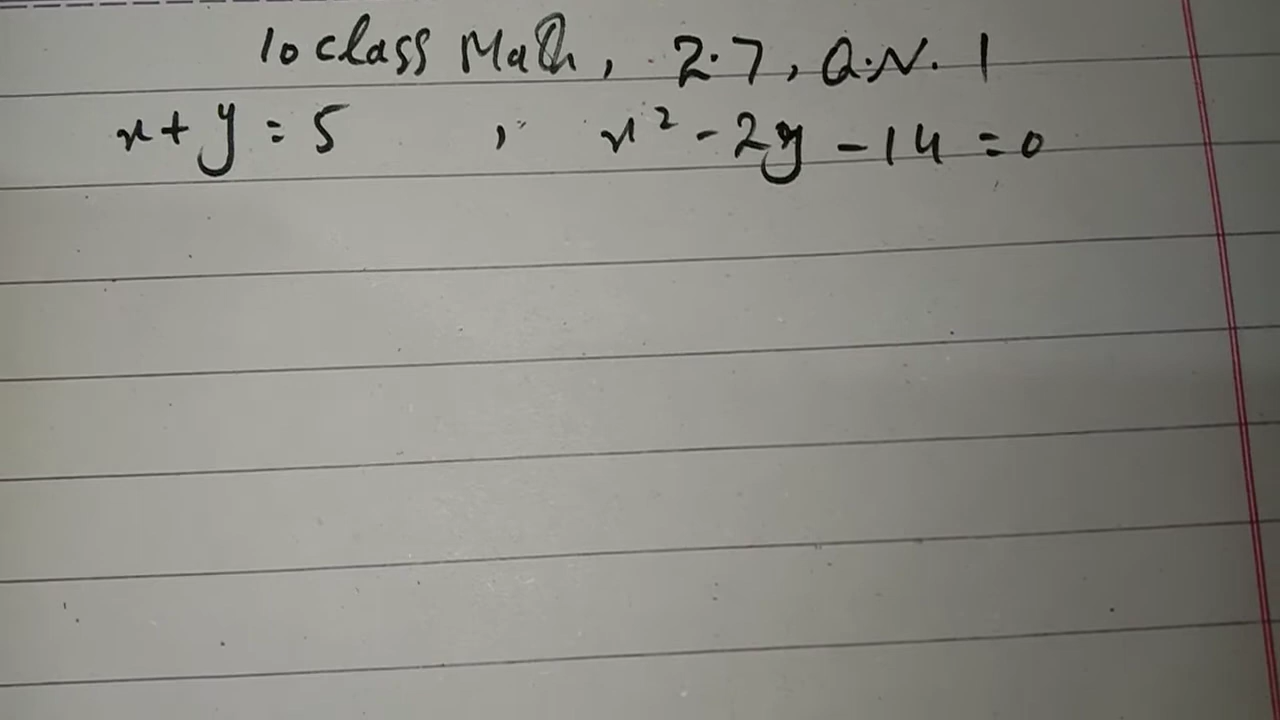 10 class Math, 2.7, Q.N. 1
x + y = 5 , x² - 2y - 14 = 0